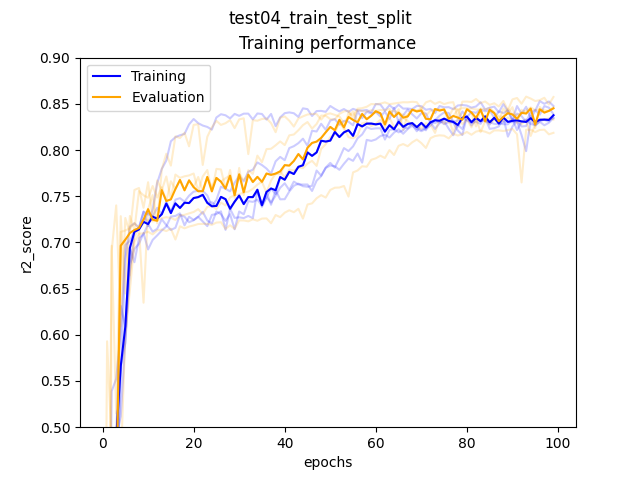 test04_train_test_split
Training performance
Training
Evaluation
r2_score
0.90
0.85
0.80
0.75
0.70
0.65
0.60
0.55
0.50
0
20
40
60
80
100
epochs